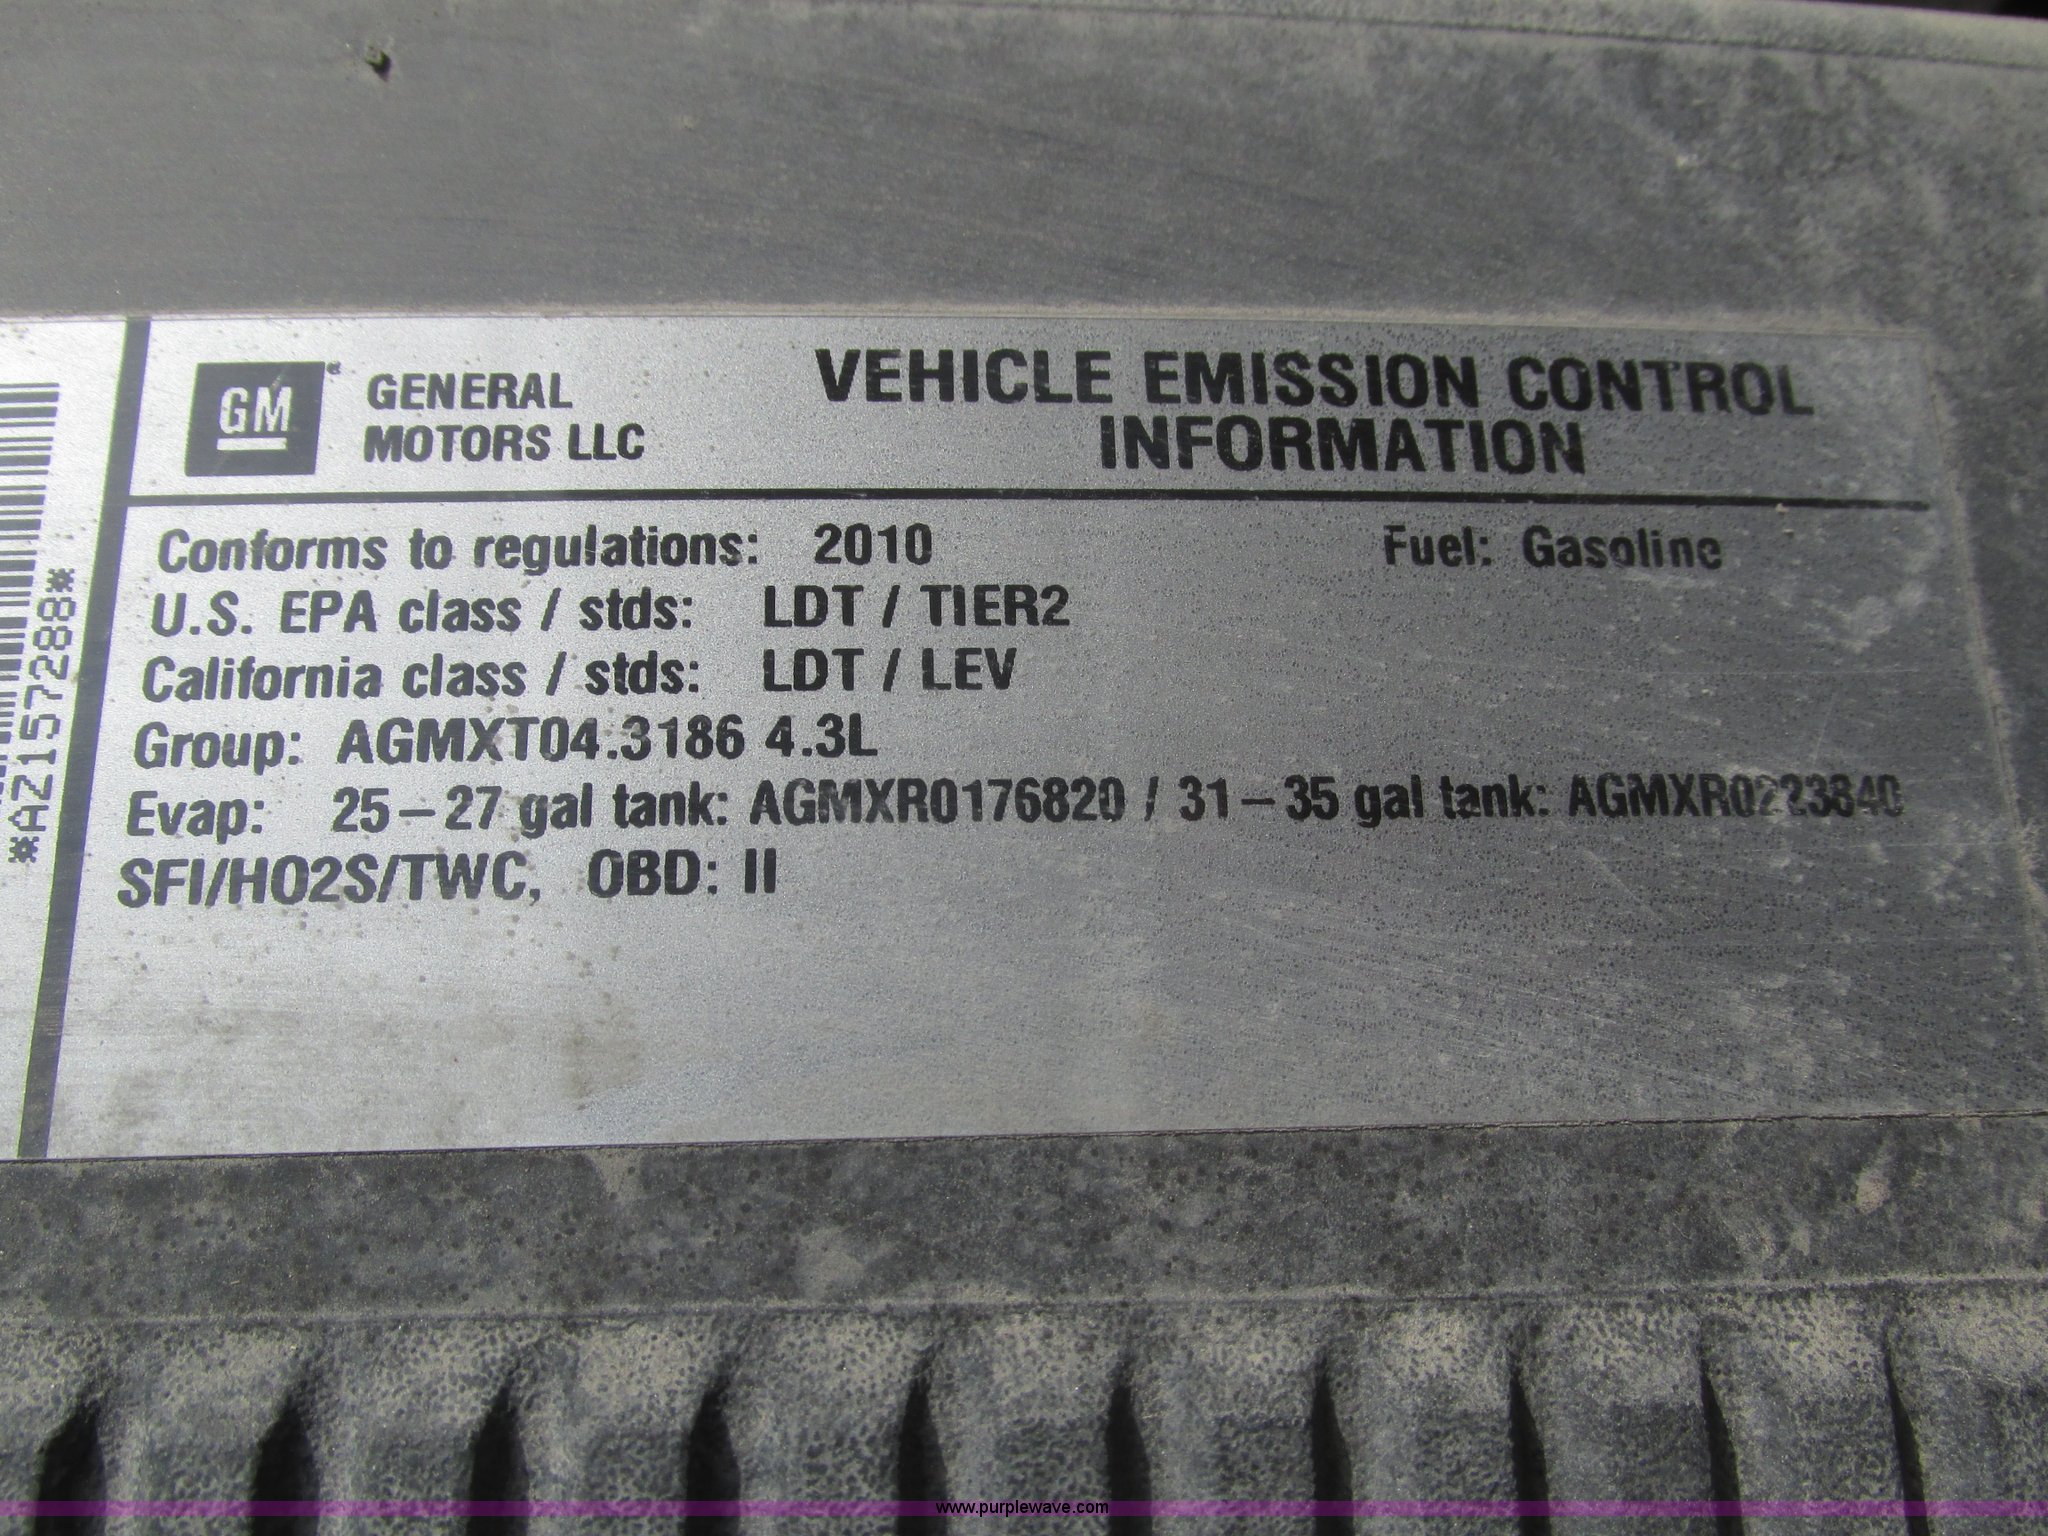 GM
GENERAL
MOTORS LLC
VEHICLE EMISSION CONTROL
INFORMATION
Conforms to regulations: 2010 Fuel: Gasoline
U.S. EPA class / stds: LDT / TIER2
California class / stds: LDT / LEV
Group: AGMXT04.3186 4.3L
Evap: 25-27 gal tank: AGMXR0176820 / 31-35 gal tank: AGMXR0223840
SFI/HO2S/TWC, OBD: II
*AZ157288*
www.purplewave.com